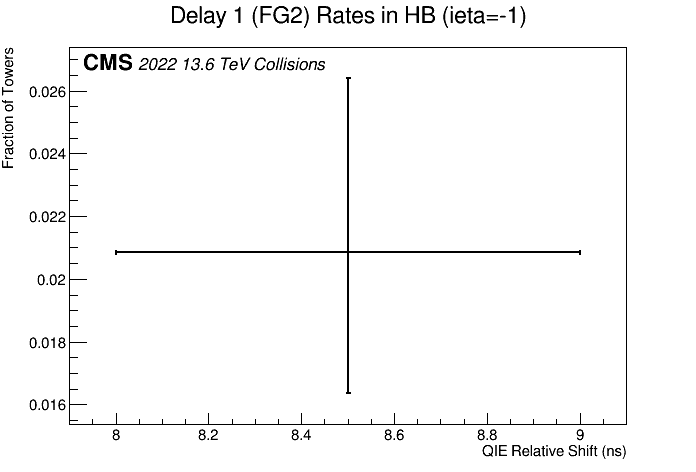 Delay 1 (FG2) Rates in HB (ieta=-1)
CMS 2022 13.6 TeV Collisions
Fraction of Towers
0.026
0.024
0.022
0.02
0.018
0.016
8 8.2 8.4 8.6 8.8 9
QIE Relative Shift (ns)